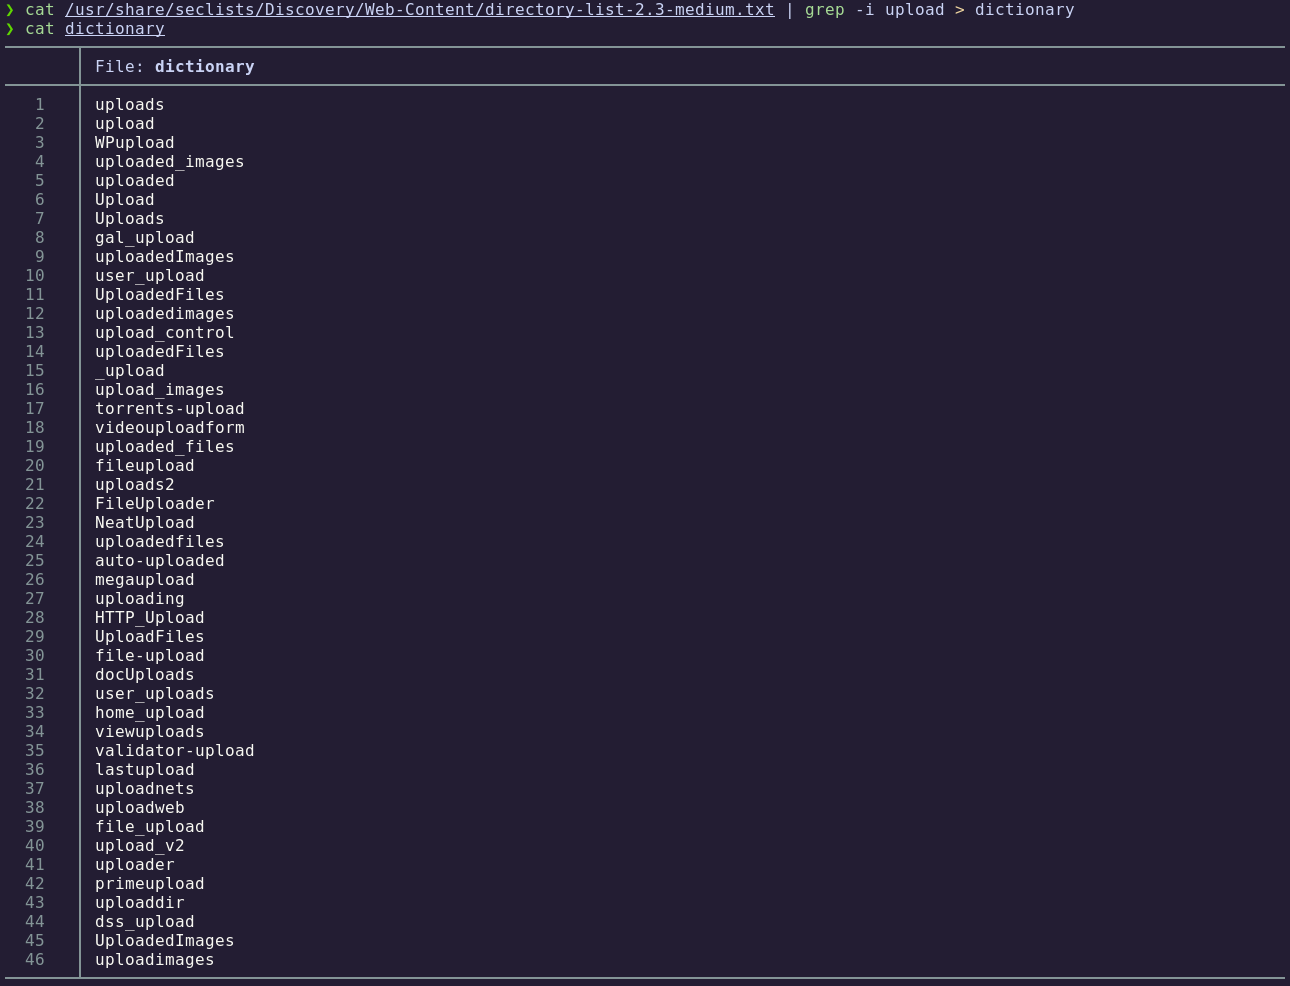 ❯ cat /usr/share/seclists/Discovery/Web-Content/directory-list-2.3-medium.txt | grep -i upload > dictionary
❯ cat dictionary
File: dictionary
1 uploads
2 upload
3 WPupload
4 uploaded_images
5 uploaded
6 Upload
7 Uploads
8 gal_upload
9 uploadedImages
10 user_upload
11 UploadedFiles
12 uploadedimages
13 upload_control
14 uploadedFiles
15 _upload
16 upload_images
17 torrents-upload
18 videouploadform
19 uploaded_files
20 fileupload
21 uploads2
22 FileUploader
23 NeatUpload
24 uploadedfiles
25 auto-uploaded
26 megaupload
27 uploading
28 HTTP_Upload
29 UploadFiles
30 file-upload
31 docUploads
32 user_uploads
33 home_upload
34 viewuploads
35 validator-upload
36 lastupload
37 uploadnets
38 uploadweb
39 file_upload
40 upload_v2
41 uploader
42 primeupload
43 uploaddir
44 dss_upload
45 UploadedImages
46 uploadimages